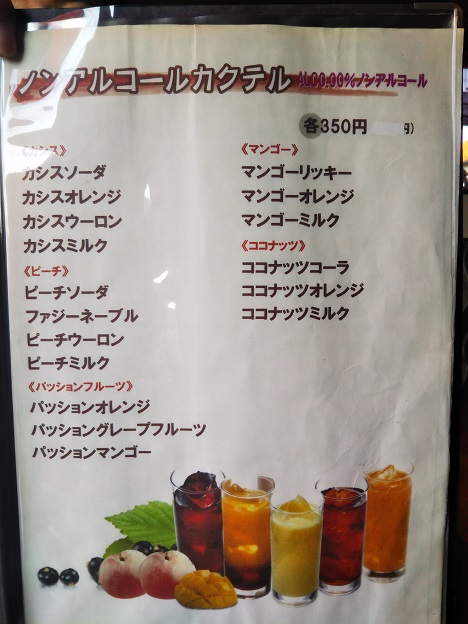 ノンアルコールカクテル ALC0.00%ノンアルコール
各350円 円)
《カシス》
カシスソーダ
カシスオレンジ
カシスウーロン
カシスミルク
《ピーチ》
ピーチソーダ
ファジーネーブル
ピーチウーロン
ピーチミルク
《パッションフルーツ》
パッションオレンジ
パッショングレープフルーツ
パッションマンゴー
《マンゴー》
マンゴーリッキー
マンゴーオレンジ
マンゴーミルク
《ココナッツ》
ココナッツコーラ
ココナッツオレンジ
ココナッツミルク